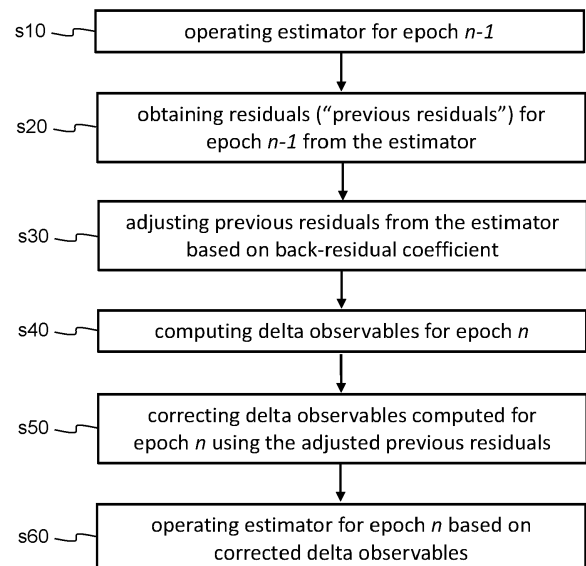 s10
operating estimator for epoch n-1
s20
obtaining residuals (“previous residuals”) for
epoch n-1 from the estimator
s30
adjusting previous residuals from the estimator
based on back-residual coefficient
s40
computing delta observables for epoch n
s50
correcting delta observables computed for
epoch n using the adjusted previous residuals
s60
operating estimator for epoch n based on
corrected delta observables